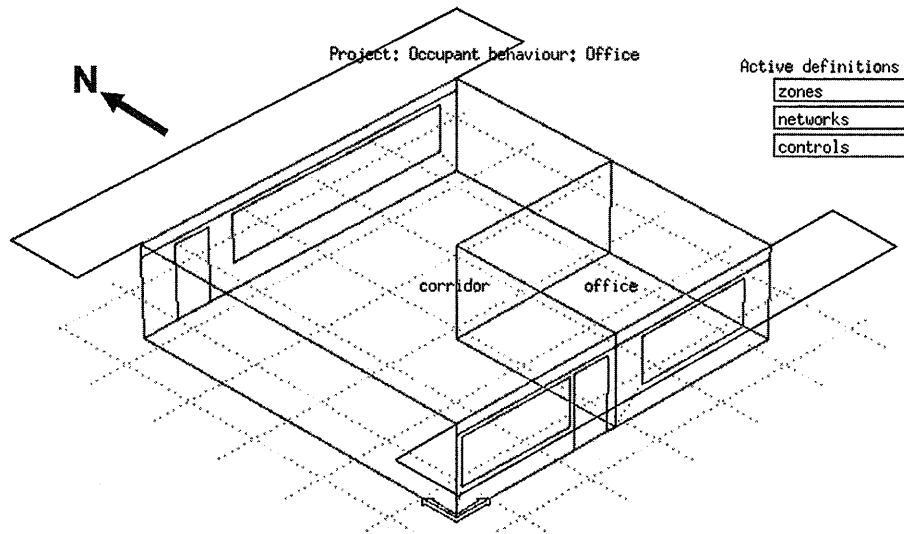 Project: Occupant behaviour: Office
N
Active definitions
zones
networks
controls
corridor
office